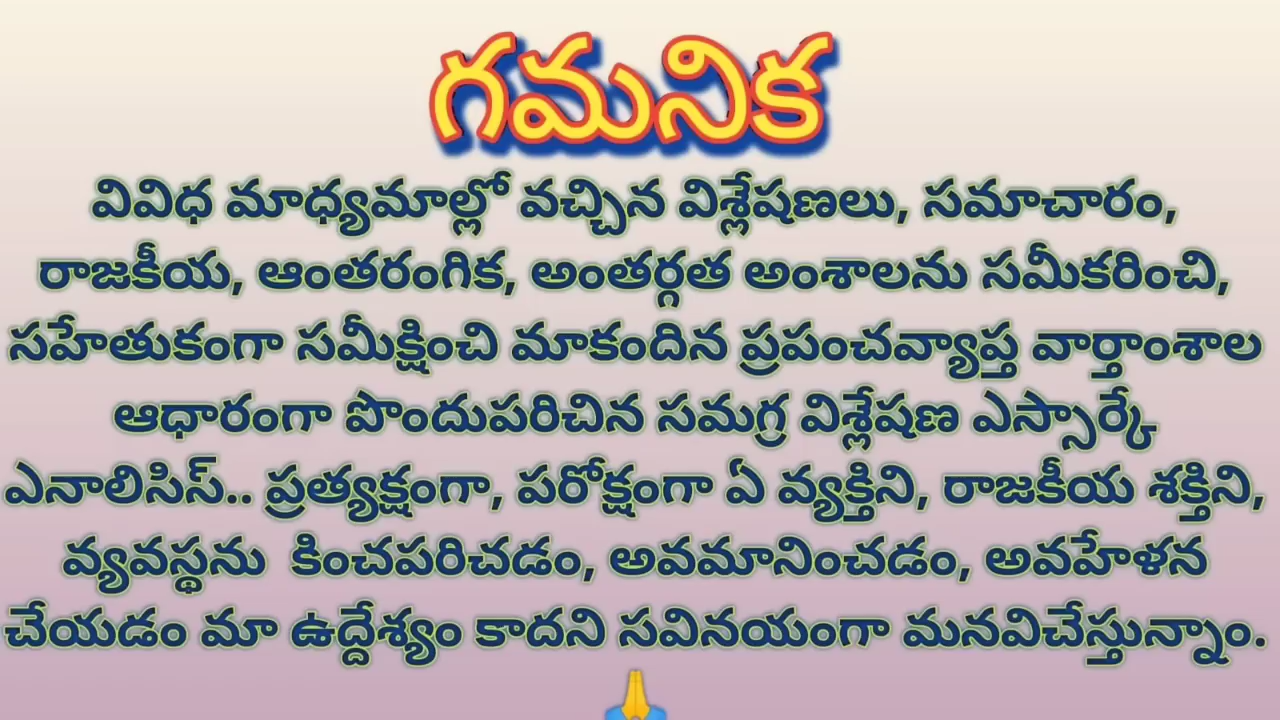 గమనిక
వివిధ మాధ్యమాల్లో వచ్చిన విశ్లేషణలు, సమాచారం,
రాజకీయ, ఆంతరంగిక, అంతర్గత అంశాలను సమీకరించి,
సహేతుకంగా సమీక్షించి మాకందిన ప్రపంచవ్యాప్త వార్తాంశాల
ఆధారంగా పొందుపరిచిన సమగ్ర విశ్లేషణ ఎస్సార్కే
ఎనాలిసిస్.. ప్రత్యక్షంగా, పరోక్షంగా ఏ వ్యక్తిని, రాజకీయ శక్తిని,
వ్యవస్థను  కించపరిచడం, అవమానించడం, అవహేళన
చేయడం మా ఉద్దేశ్యం కాదని సవినయంగా మనవిచేస్తున్నాం.